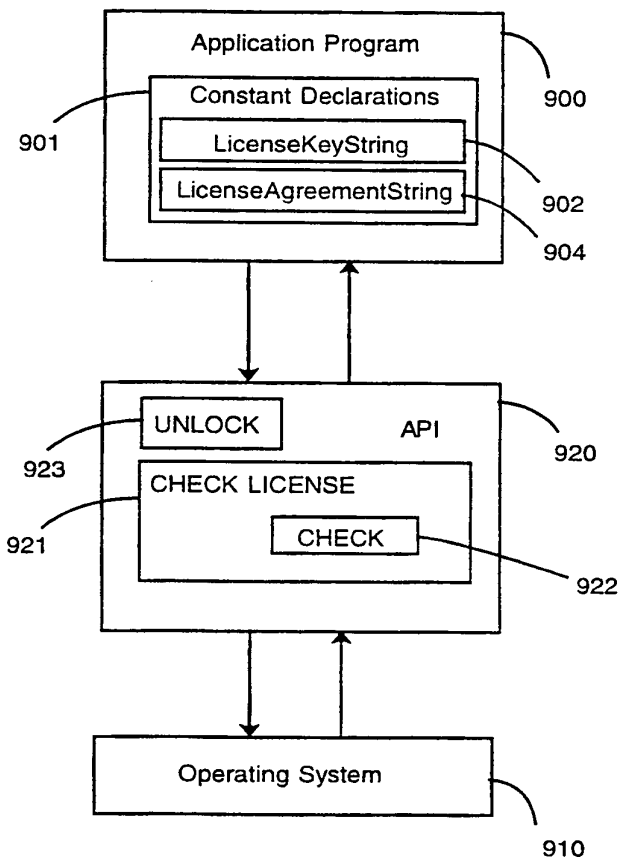 Application Program
900
Constant Declarations
901
LicenseKeyString
902
LicenseAgreementString
904
UNLOCK
API
923
920
CHECK LICENSE
921
CHECK
922
Operating System
910